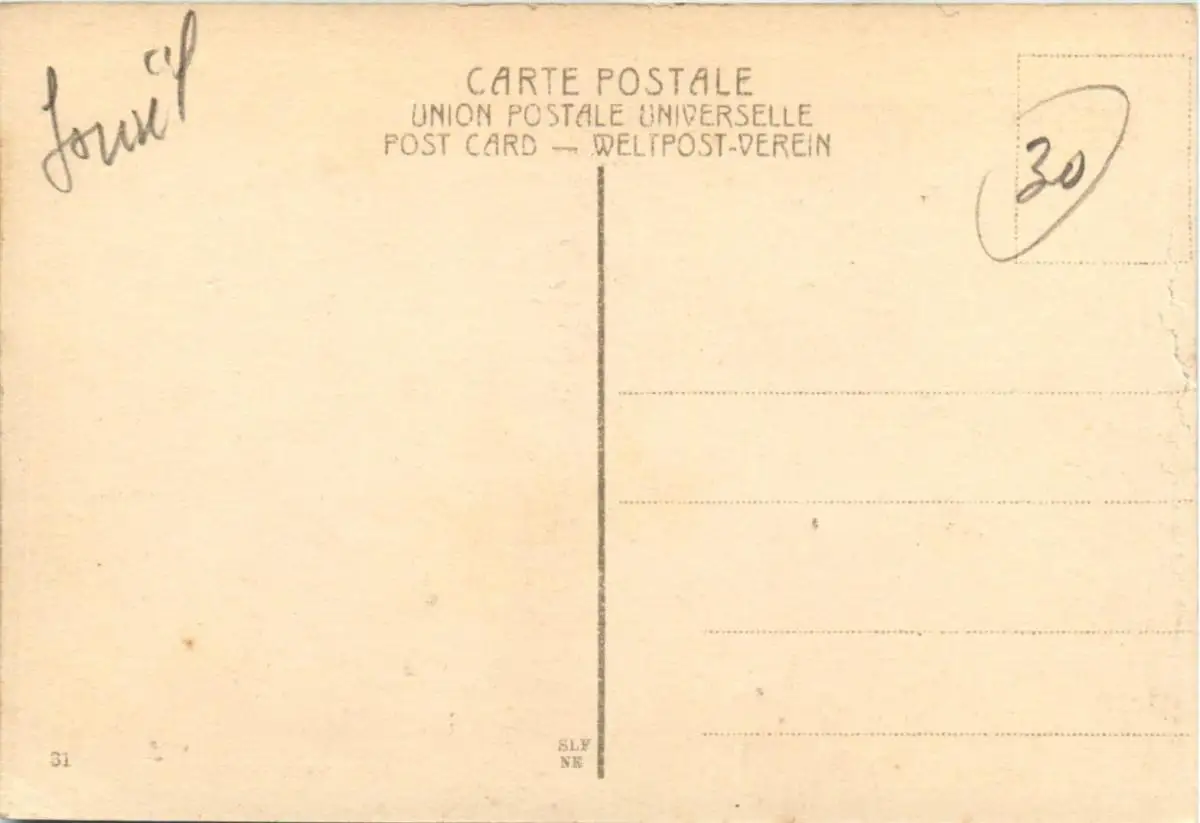 CARTE POSTALE
UNION POSTALE UNIVERSELLE
POST CARD — WELTPOST-VEREIN
30
31
SLF
NE